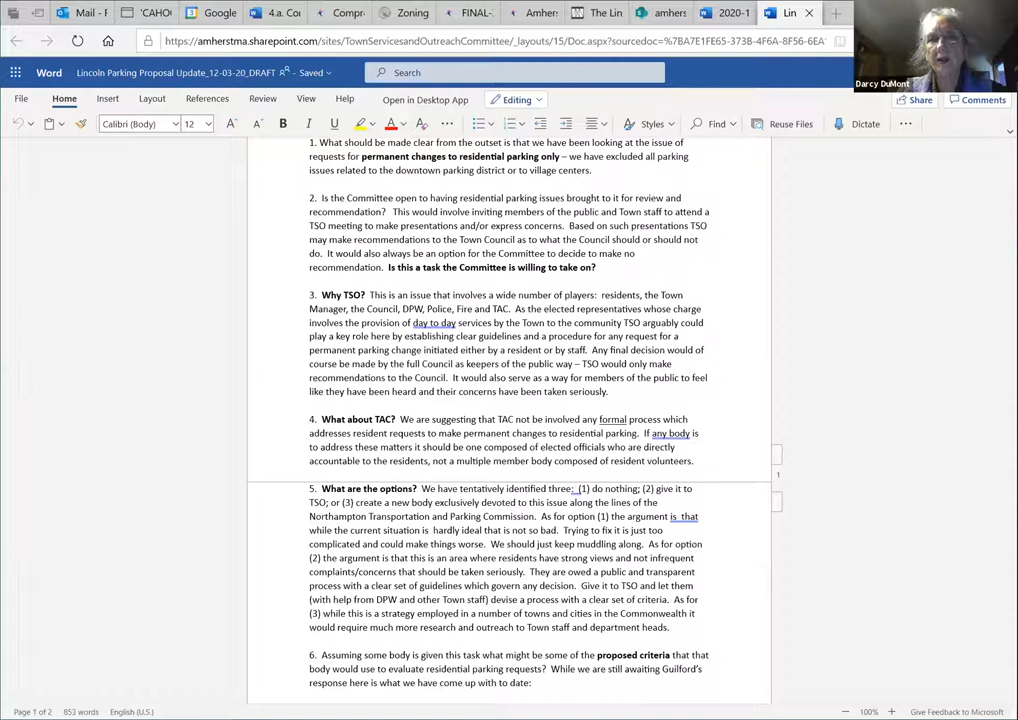 Mail - F
'CAHO
Google
4.a. Con
Compre
Zoning
FINAL-
Amhers
The Lin
amhers
2020-1
Lin
https://amherstma.sharepoint.com/sites/TownServicesandOutreachCommittee/_layouts/15/Doc.aspx?sourcedoc=%7BA7E1FE65-373B-4F6A-8F56-6EA
Darcy DuMont
Word
Lincoln Parking Proposal Update_12-03-20_DRAFT
- Saved
Search
File
Home
Insert
Layout
References
Review
View
Help
Open in Desktop App
Editing
Share
Comments
Calibri (Body)
12
A
A
B
I
U
A
A
Styles
Find
Reuse Files
Dictate
1. What should be made clear from the outset is that we have been looking at the issue of
requests for permanent changes to residential parking only – we have excluded all parking
issues related to the downtown parking district or to village centers.
2. Is the Committee open to having residential parking issues brought to it for review and
recommendation? This would involve inviting members of the public and Town staff to attend a
TSO meeting to make presentations and/or express concerns. Based on such presentations TSO
may make recommendations to the Town Council as to what the Council should or should not
do. It would also always be an option for the Committee to decide to make no
recommendation. Is this a task the Committee is willing to take on?
3. Why TSO? This is an issue that involves a wide number of players: residents, the Town
Manager, the Council, DPW, Police, Fire and TAC. As the elected representatives whose charge
involves the provision of day to day services by the Town to the community TSO arguably could
play a key role here by establishing clear guidelines and a procedure for any request for a
permanent parking change initiated either by a resident or by staff. Any final decision would of
course be made by the full Council as keepers of the public way – TSO would only make
recommendations to the Council. It would also serve as a way for members of the public to feel
like they have been heard and their concerns have been taken seriously.
4. What about TAC? We are suggesting that TAC not be involved any formal process which
addresses resident requests to make permanent changes to residential parking. If any body is
to address these matters it should be one composed of elected officials who are directly
accountable to the residents, not a multiple member body composed of resident volunteers.
1
5. What are the options? We have tentatively identified three: (1) do nothing; (2) give it to
TSO; or (3) create a new body exclusively devoted to this issue along the lines of the
Northampton Transportation and Parking Commission. As for option (1) the argument is that
while the current situation is hardly ideal that is not so bad. Trying to fix it is just too
complicated and could make things worse. We should just keep muddling along. As for option
(2) the argument is that this is an area where residents have strong views and not infrequent
complaints/concerns that should be taken seriously. They are owed a public and transparent
process with a clear set of guidelines which govern any decision. Give it to TSO and let them
(with help from DPW and other Town staff) devise a process with a clear set of criteria. As for
(3) while this is a strategy employed in a number of towns and cities in the Commonwealth it
would require much more research and outreach to Town staff and department heads.
6. Assuming some body is given this task what might be some of the proposed criteria that that
body would use to evaluate residential parking requests? While we are still awaiting Guilford's
response here is what we have come up with to date:
Page 1 of 2
853 words
English (U.S.)
100%
Give Feedback to Microsoft